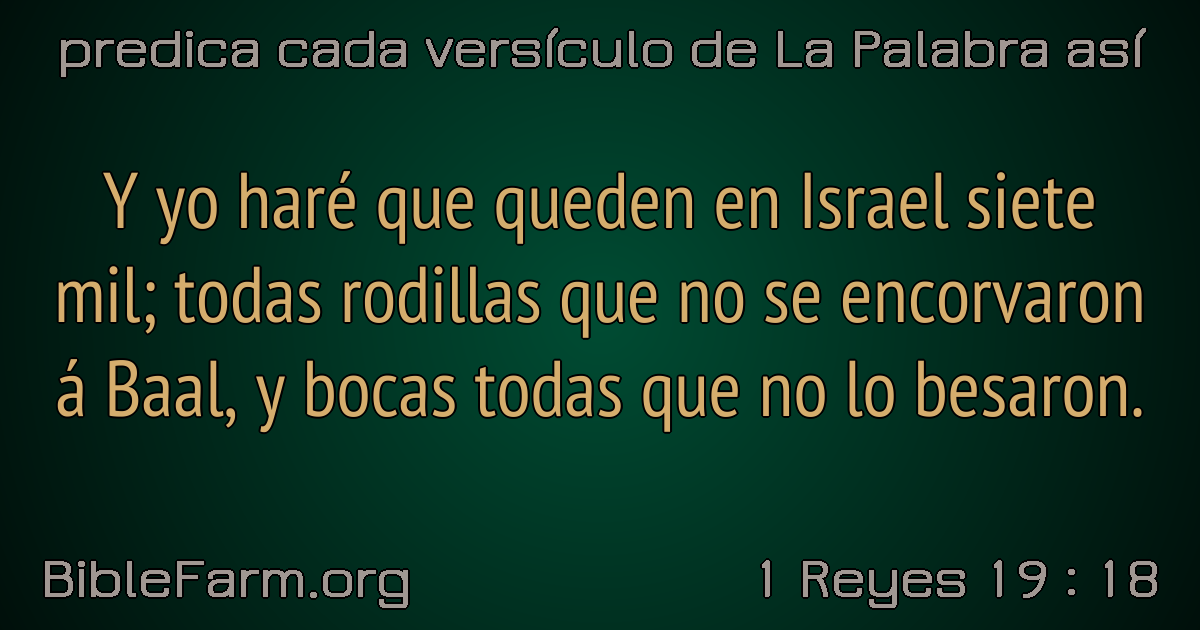 predica cada versículo de La Palabra así
Y yo haré que queden en Israel siete
mil; todas rodillas que no se encorvaron
á Baal, y bocas todas que no lo besaron.
BibleFarm.org
1 Reyes 19 : 18